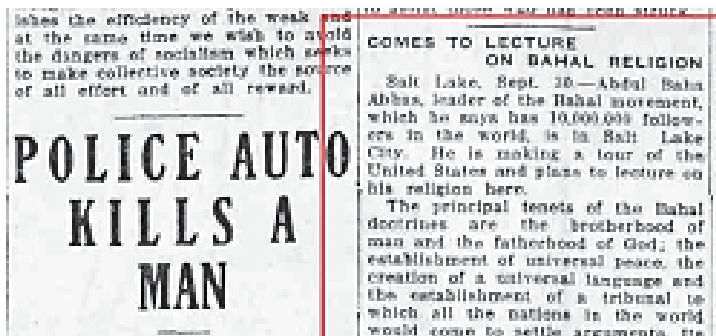 ishes the efficiency of the weak and
at the same time we wish to avoid
the dangers of socialism which seeks
to make collective society the source
of all effort and of all reward.
POLICE AUTO
KILLS A
MAN
COMES TO LECTURE
ON BAHAI RELIGION
Salt Lake, Sept. 30.—Abdul Baha
Abbas, leader of the Bahai movement,
which he says has 10,000,000 follow-
ers in the world, is in Salt Lake
City. He is making a tour of the
United States and plans to lecture on
his religion here.
The principal tenets of the Bahai
doctrines are the brotherhood of
man and the fatherhood of God; the
establishment of universal peace, the
creation of a universal language and
the establishment of a tribunal to
which all the nations in the world
would come to settle arguments.